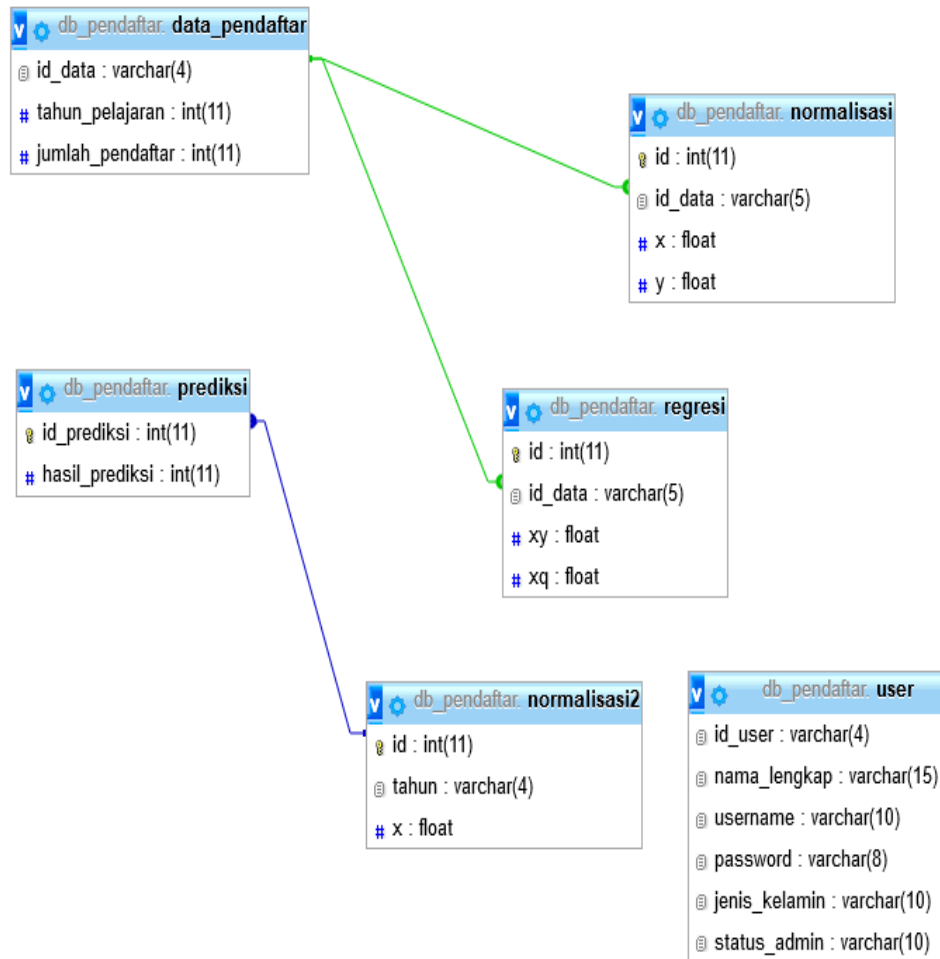 db_pendaftar. data_pendaftar
id_data : varchar(4)
# tahun_pelajaran : int(11)
# jumlah_pendaftar : int(11)
db_pendaftar. normalisasi
id : int(11)
id_data : varchar(5)
# x : float
# y : float
db_pendaftar. prediksi
id_prediksi : int(11)
# hasil_prediksi : int(11)
db_pendaftar. regresi
id : int(11)
id_data : varchar(5)
# xy : float
# xq : float
db_pendaftar. normalisasi2
id : int(11)
tahun : varchar(4)
# x : float
db_pendaftar. user
id_user : varchar(4)
nama_lengkap : varchar(15)
username : varchar(10)
password : varchar(8)
jenis_kelamin : varchar(10)
status_admin : varchar(10)